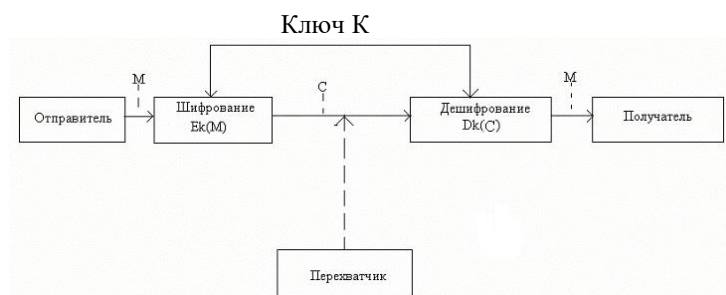 Ключ К
М
Шифрование
Ek(M)
С
Дешифрование
Dk(C)
М
Отправитель
Получатель
Перехватчик